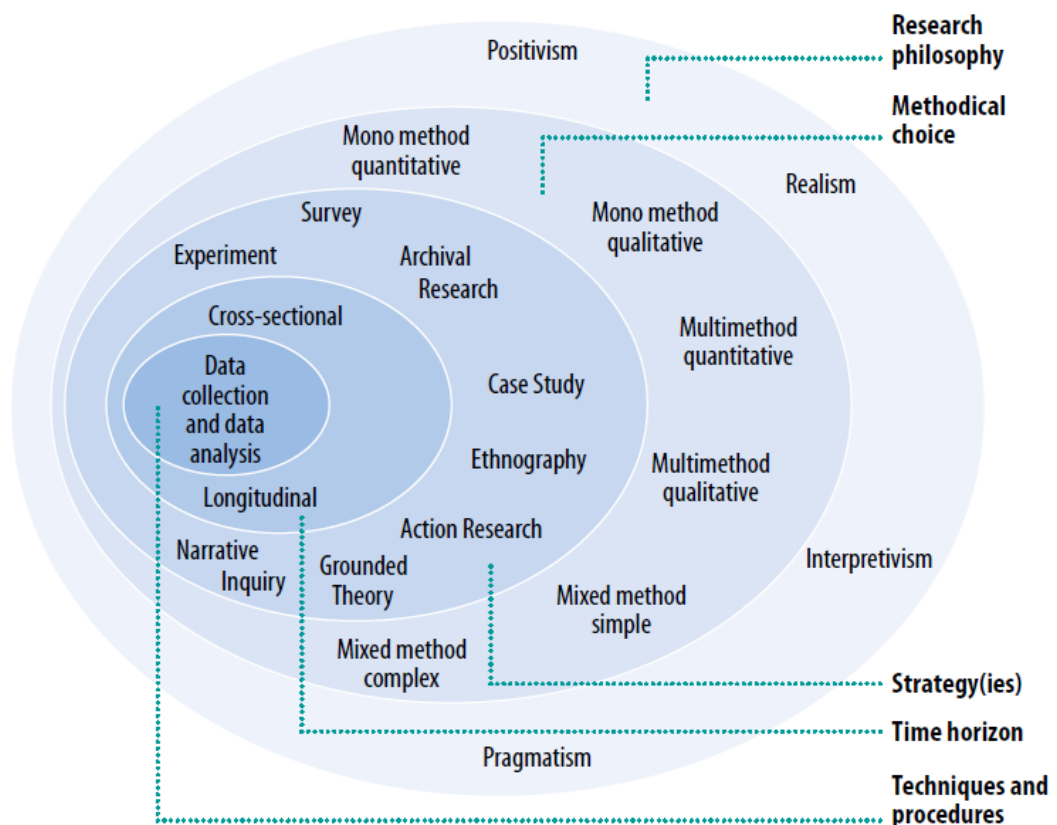 Positivism
Research
philosophy
Methodical
choice
Mono method
quantitative
Realism
Survey
Mono method
qualitative
Experiment
Archival
Research
Cross-sectional
Multimethod
quantitative
Data
collection
and data
analysis
Case Study
Ethnography
Multimethod
qualitative
Longitudinal
Action Research
Narrative
Inquiry
Grounded
Theory
Interpretivism
Mixed method
simple
Mixed method
complex
Strategy(ies)
Time horizon
Pragmatism
Techniques and
procedures